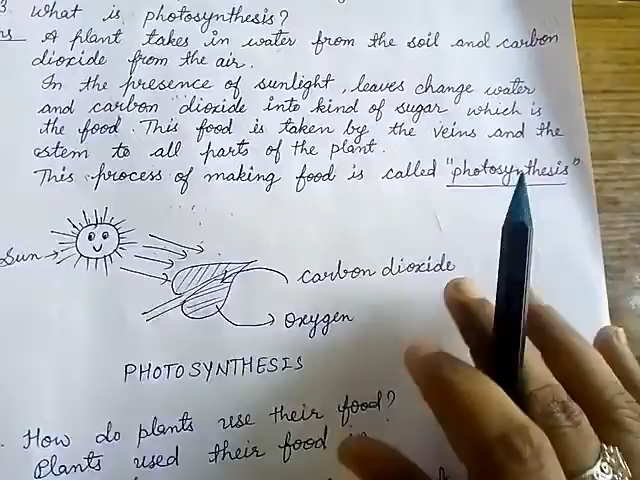 3. What is photosynthesis?
ns A plant takes in water from the soil and carbon
dioxide from the air.
In the presence of sunlight, leaves change water
and carbon dioxide into kind of sugar which is
the food. This food is taken by the veins and the
stem to all parts of the plant.
This process of making food is called "photosynthesis"
Sun
carbon dioxide
oxygen
PHOTOSYNTHESIS
How do plants use their food?
Plants used their food